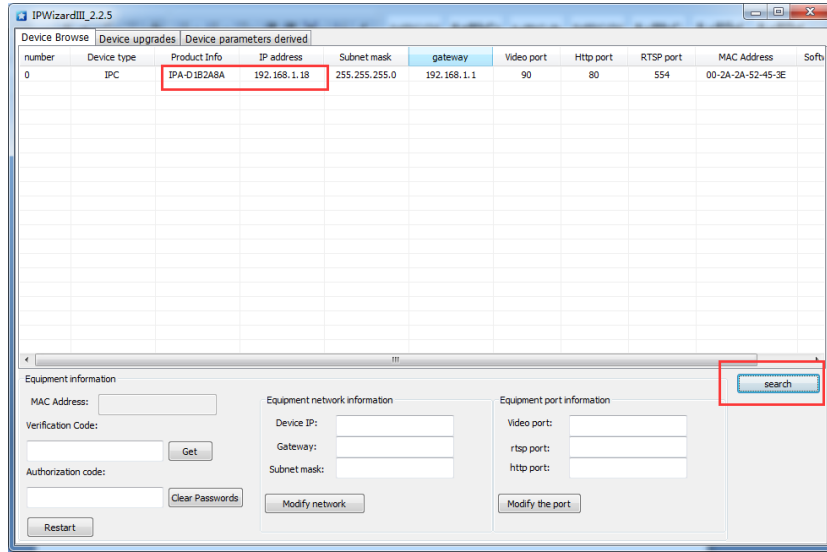 IPWizardIII_2.2.5
Device Browse Device upgrades Device parameters derived
number Device type Product Info IP address Subnet mask gateway Video port Http port RTSP port MAC Address Softw
0 IPC IPA-D1B2A8A 192.168.1.18 255.255.255.0 192.168.1.1 90 80 554 00-2A-2A-52-45-3E
Equipment information
search
MAC Address:
Equipment network information
Equipment port information
Verification Code:
Device IP:
Video port:
Get
Gateway:
rtsp port:
Authorization code:
Subnet mask:
http port:
Clear Passwords
Modify network
Modify the port
Restart